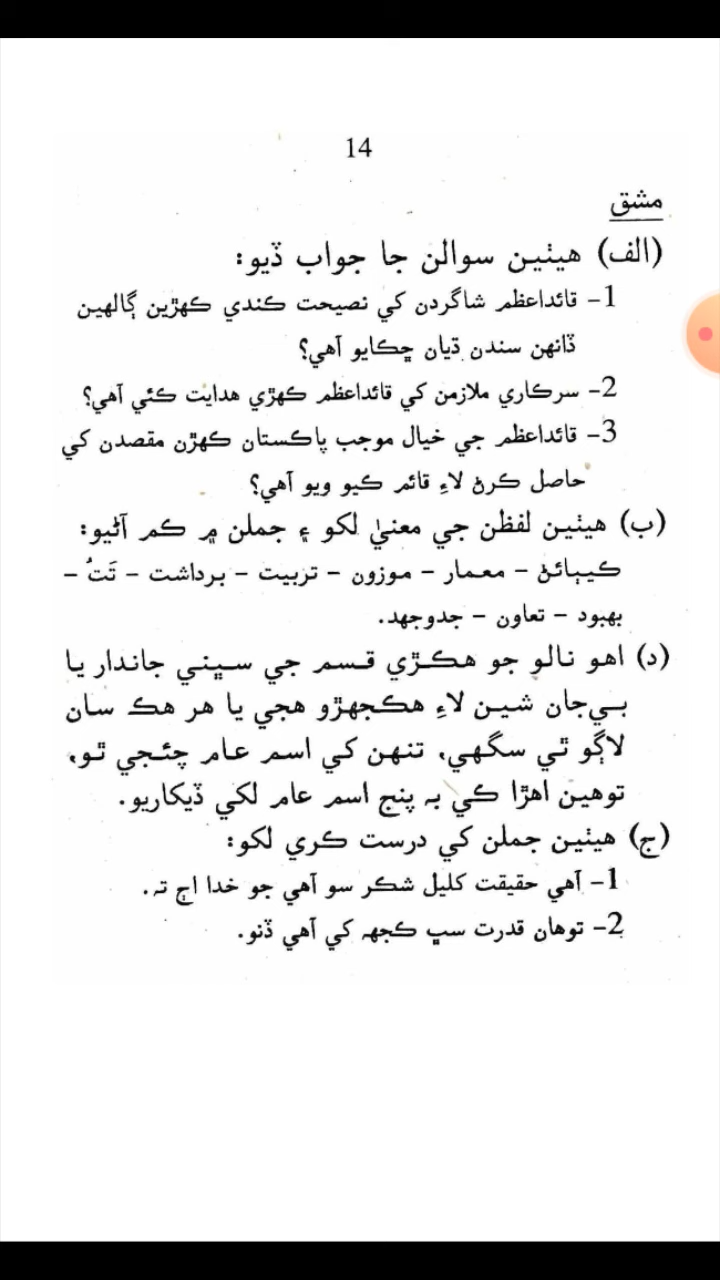 14
مشق
(الف) هيٺين سوالن جا جواب ڏيو:
1- قائداعظم شاگردن کي نصيحت ڪندي ڪهڙين ڳالهين
ڏانهن سندن ڌيان ڇڪايو آهي؟
2- سرڪاري ملازمن کي قائداعظم ڪهڙي هدايت ڪئي آهي؟
3- قائداعظم جي خيال موجب پاڪستان ڪهڙن مقصدن کي
حاصل ڪرڻ لاءِ قائم ڪيو ويو آهي؟
(ب) هيٺين لفظن جي معنيٰ لکو ۽ جملن ۾ ڪم آڻيو:
ڪيپائڻ – معمار – موزون – تربيت – برداشت – تَتُ –
بهبود – تعاون – جدوجهد.
(د) اهو نالو جو هڪڙي قسم جي سڀني جاندار يا
بي‌جان شين لاءِ هڪجهڙو هجي يا هر هڪ سان
لاڳو ٿي سگهي، تنهن کي اسم عام چئجي ٿو،
توهين اهڙا ڪي بہ پنج اسم عام لکي ڏيکاريو.
(ج) هيٺين جملن کي درست ڪري لکو:
1- آهي حقيقت کليل شڪر سو آهي جو خدا اڄ تہ.
2- توهان قدرت سڀ ڪجهہ کي آهي ڏنو.